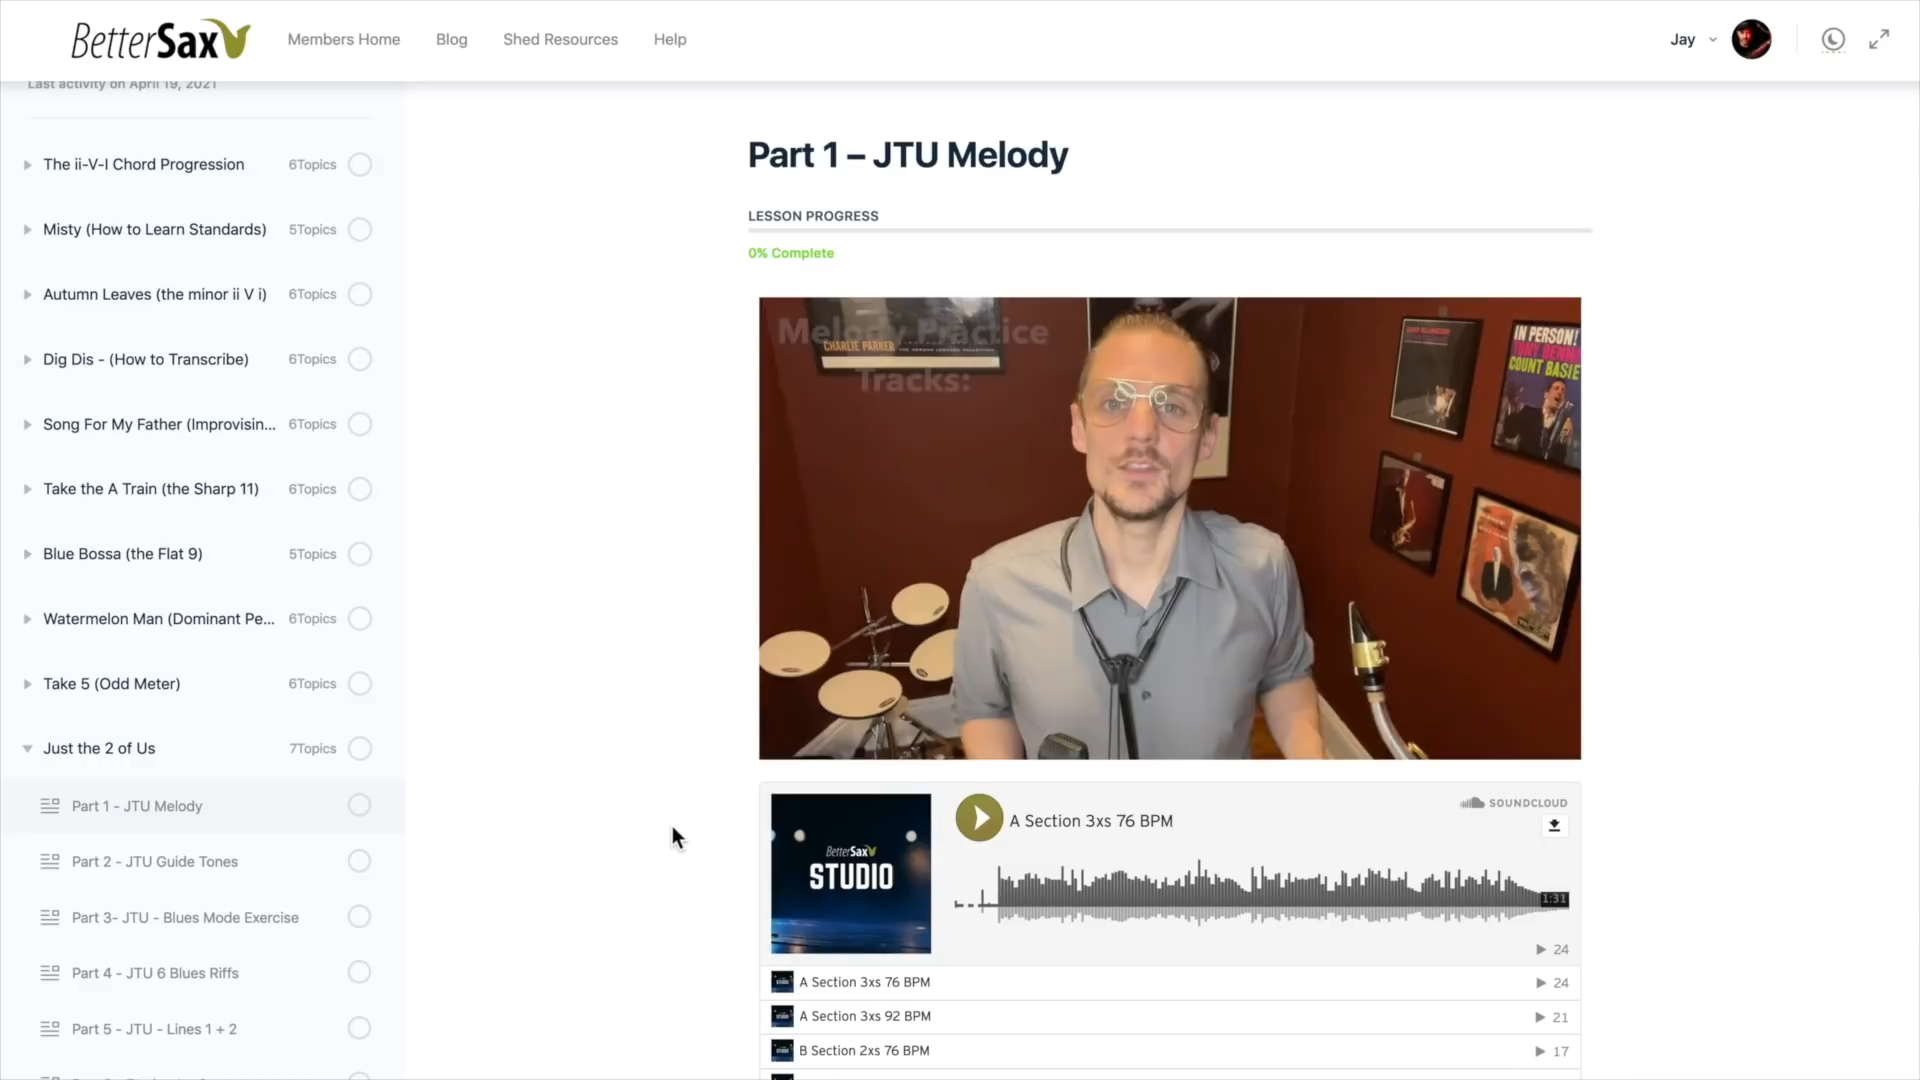 BetterSax
Members Home
Blog
Shed Resources
Help
Jay
Last activity on April 19, 2021
The ii-V-I Chord Progression 6Topics
Misty (How to Learn Standards) 5Topics
Autumn Leaves (the minor ii V i) 6Topics
Dig Dis - (How to Transcribe) 6Topics
Song For My Father (Improvisin... 6Topics
Take the A Train (the Sharp 11) 6Topics
Blue Bossa (the Flat 9) 5Topics
Watermelon Man (Dominant Pe... 6Topics
Take 5 (Odd Meter) 6Topics
Just the 2 of Us 7Topics
Part 1 - JTU Melody
Part 2 - JTU Guide Tones
Part 3- JTU - Blues Mode Exercise
Part 4 - JTU 6 Blues Riffs
Part 5 - JTU - Lines 1 + 2
Part 1 – JTU Melody
LESSON PROGRESS
0% Complete
Melody Practice
Tracks:
CHARLIE PARKER
IN PERSON!
COUNT BASIE
BetterSax
STUDIO
A Section 3xs 76 BPM
SOUNDCLOUD
1:31
24
A Section 3xs 76 BPM 24
A Section 3xs 92 BPM 21
B Section 2xs 76 BPM 17